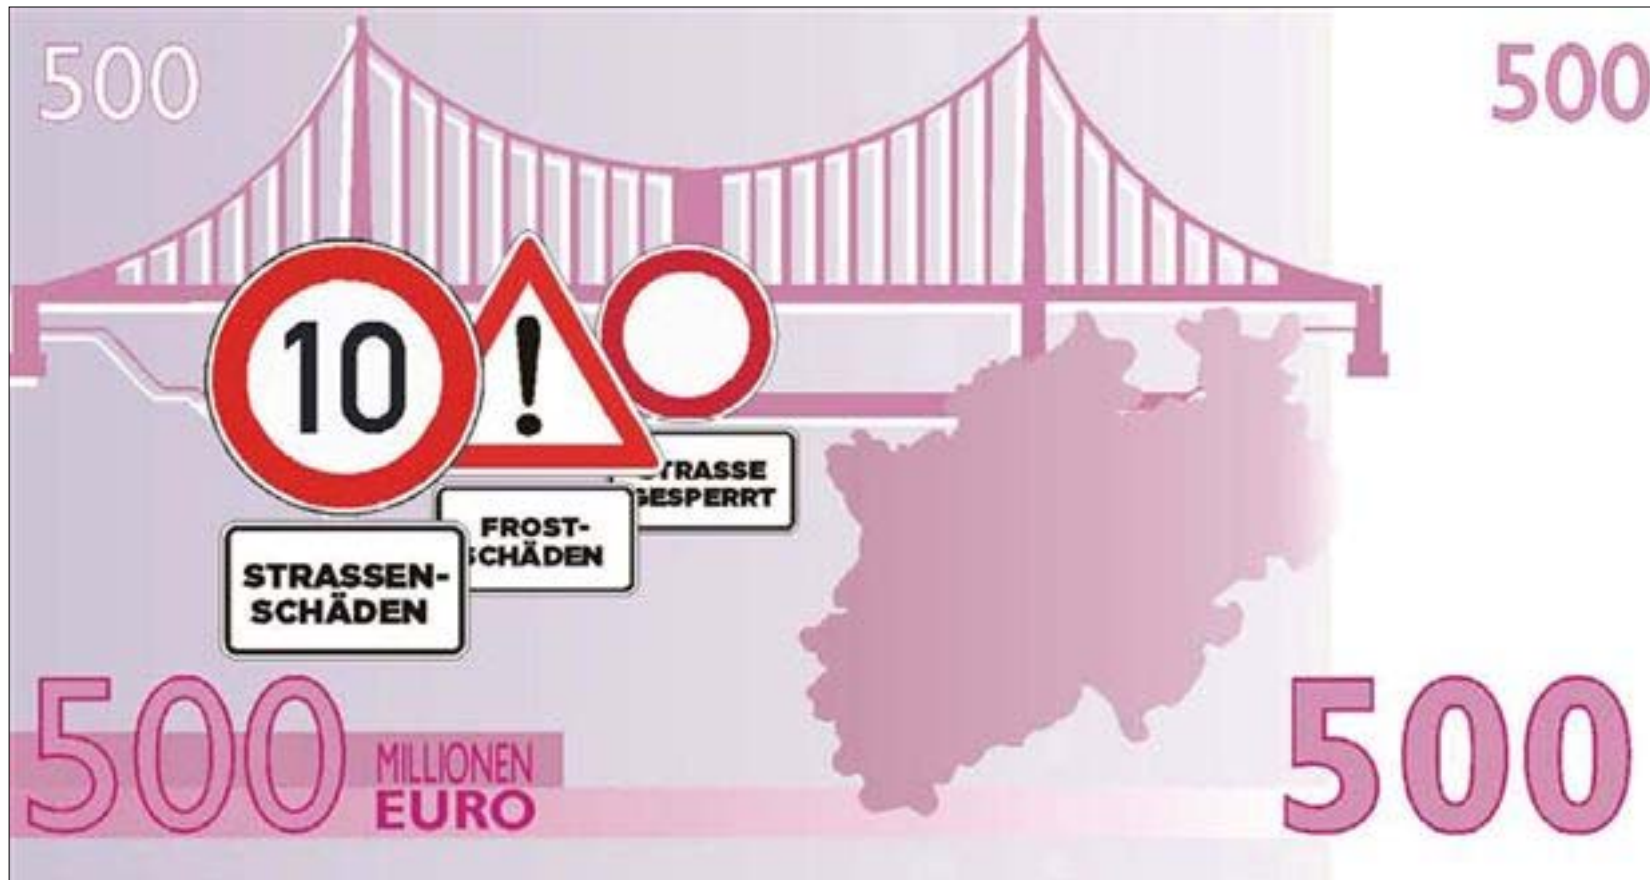 500
500
10
STRASSEN-
SCHÄDEN
!
FROST-
SCHÄDEN
STRASSE
GESPERRT
500 MILLIONEN
EURO
500